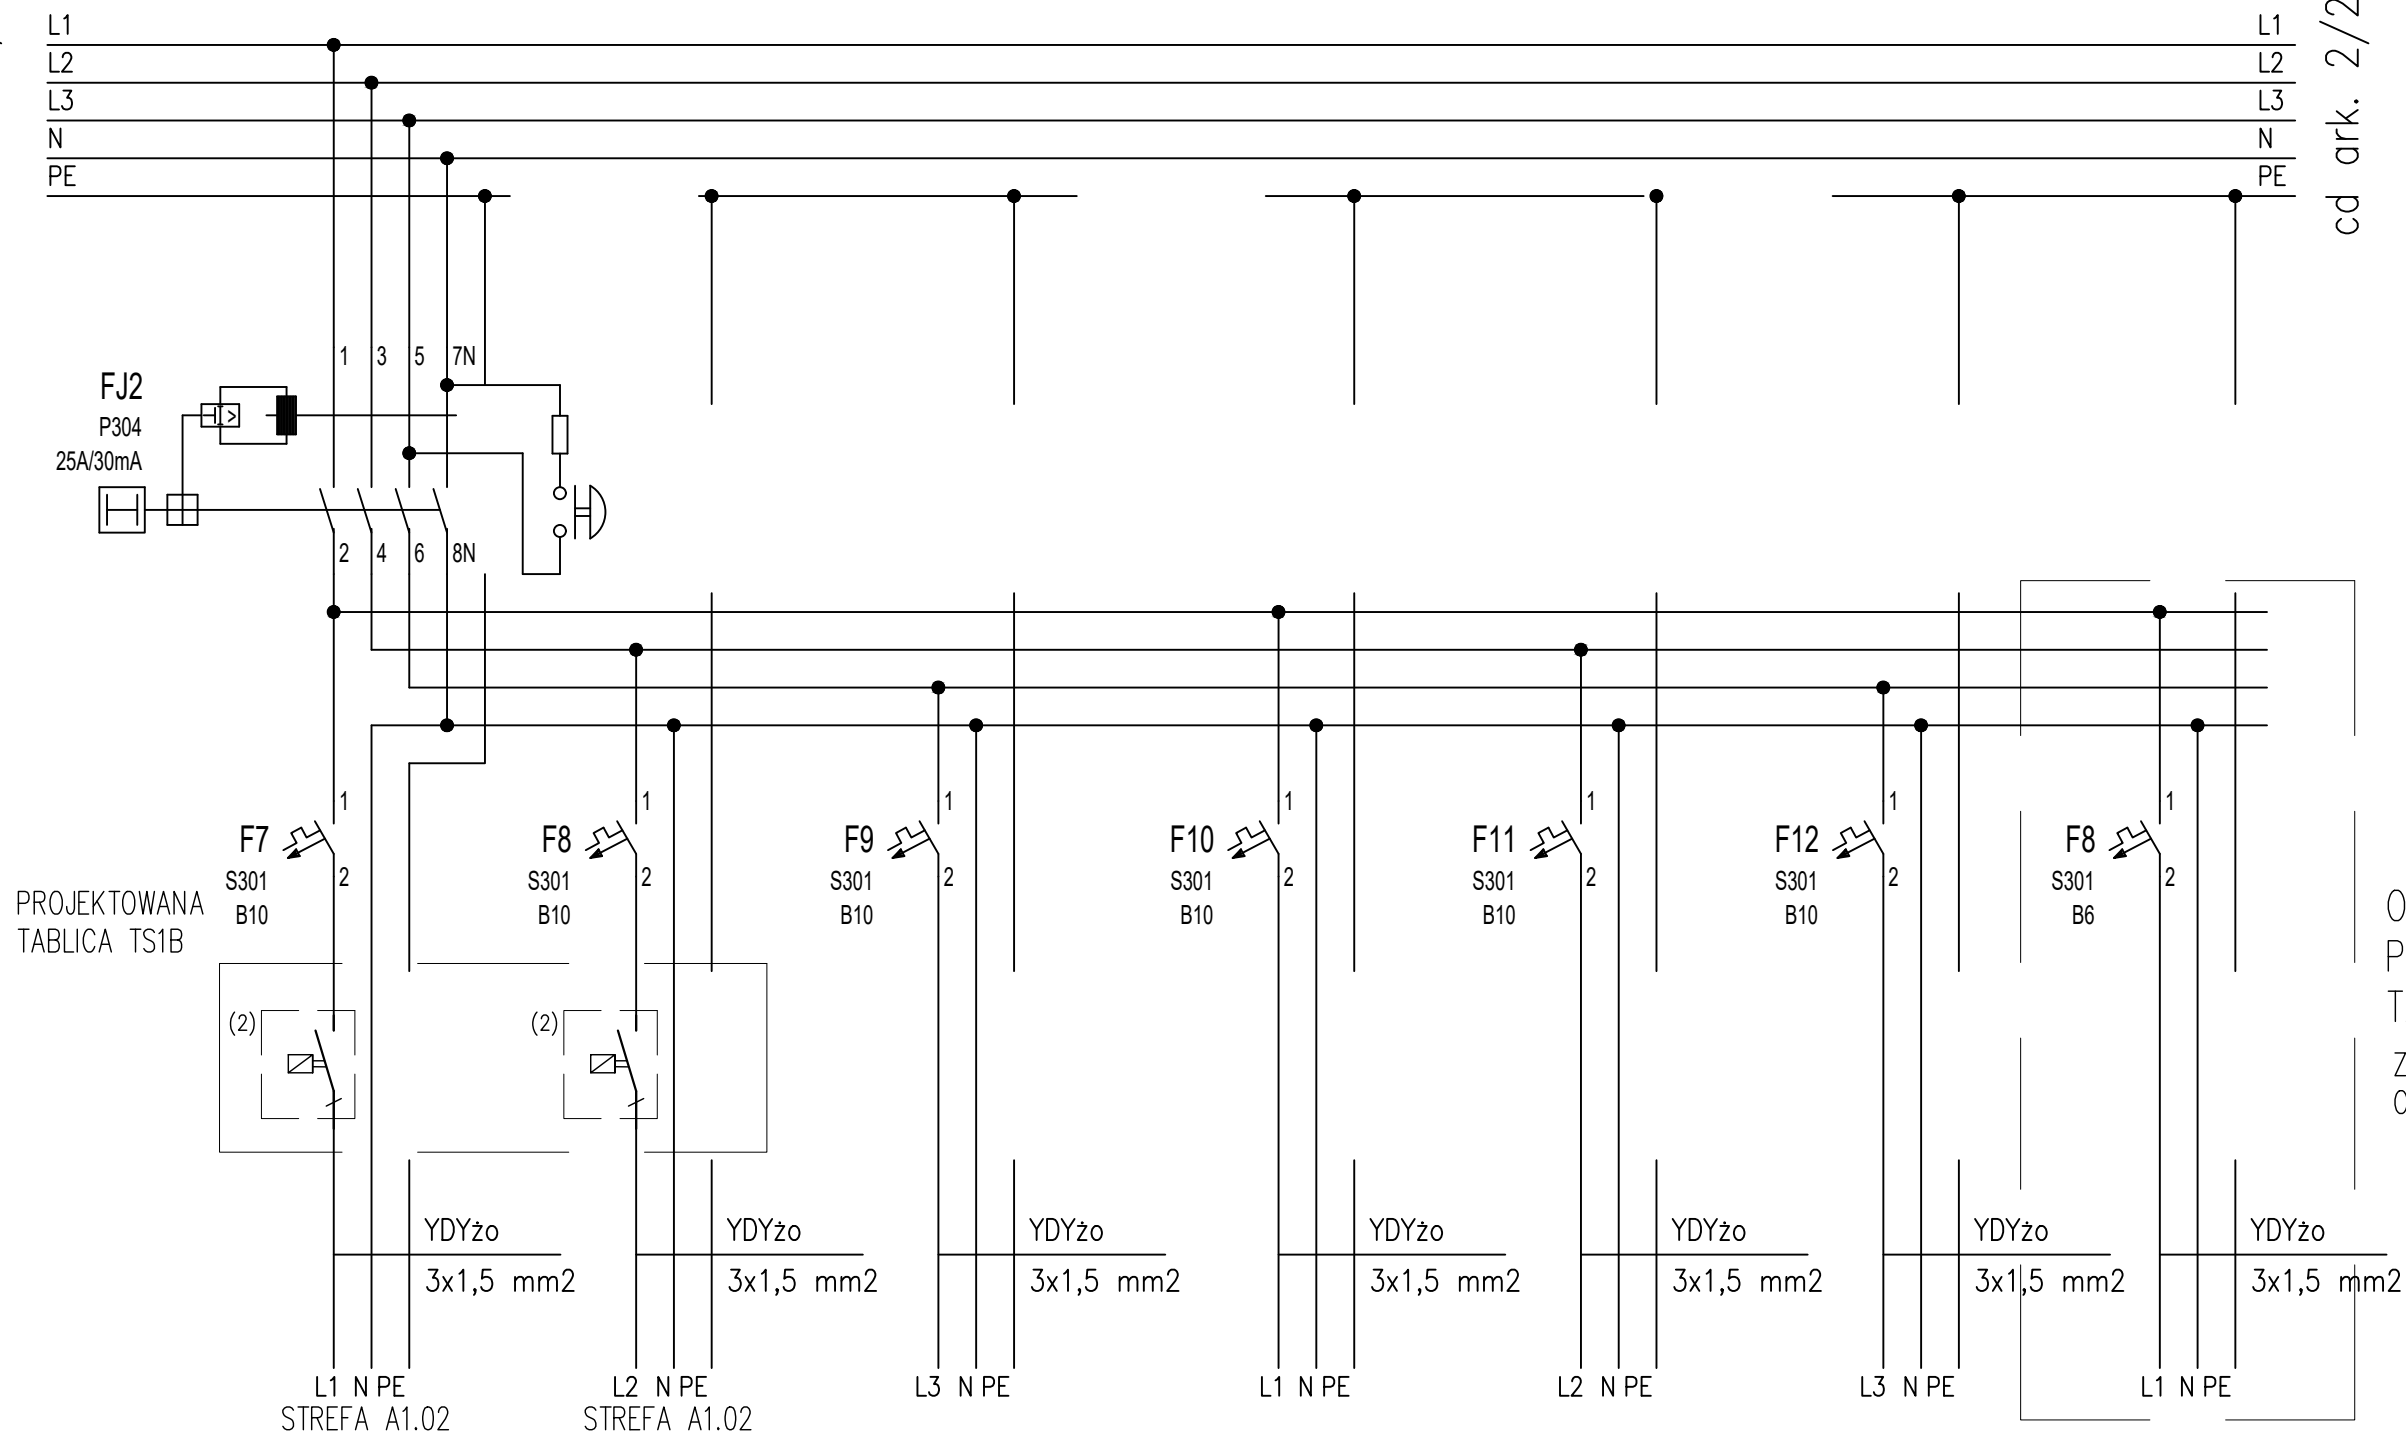 L1 L1
L2 L2
L3 L3
N N
PE PE
cd ark. 2/2
1 3 5 7N
FJ2
P304
25A/30mA
2 4 6 8N
1 1 1 1 1 1 1
F7 F8 F9 F10 F11 F12 F8
2 2 2 2 2 2 2
S301 S301 S301 S301 S301 S301 S301
B10 B10 B10 B10 B10 B10 B6
PROJEKTOWANA
TABLICA TS1B
(2) (2)
YDYżo YDYżo YDYżo YDYżo YDYżo YDYżo YDYżo
3x1,5 mm2 3x1,5 mm2 3x1,5 mm2 3x1,5 mm2 3x1,5 mm2 3x1,5 mm2 3x1,5 mm2
L1 N PE L2 N PE L3 N PE L1 N PE L2 N PE L3 N PE L1 N PE
STREFA A1.02 STREFA A1.02